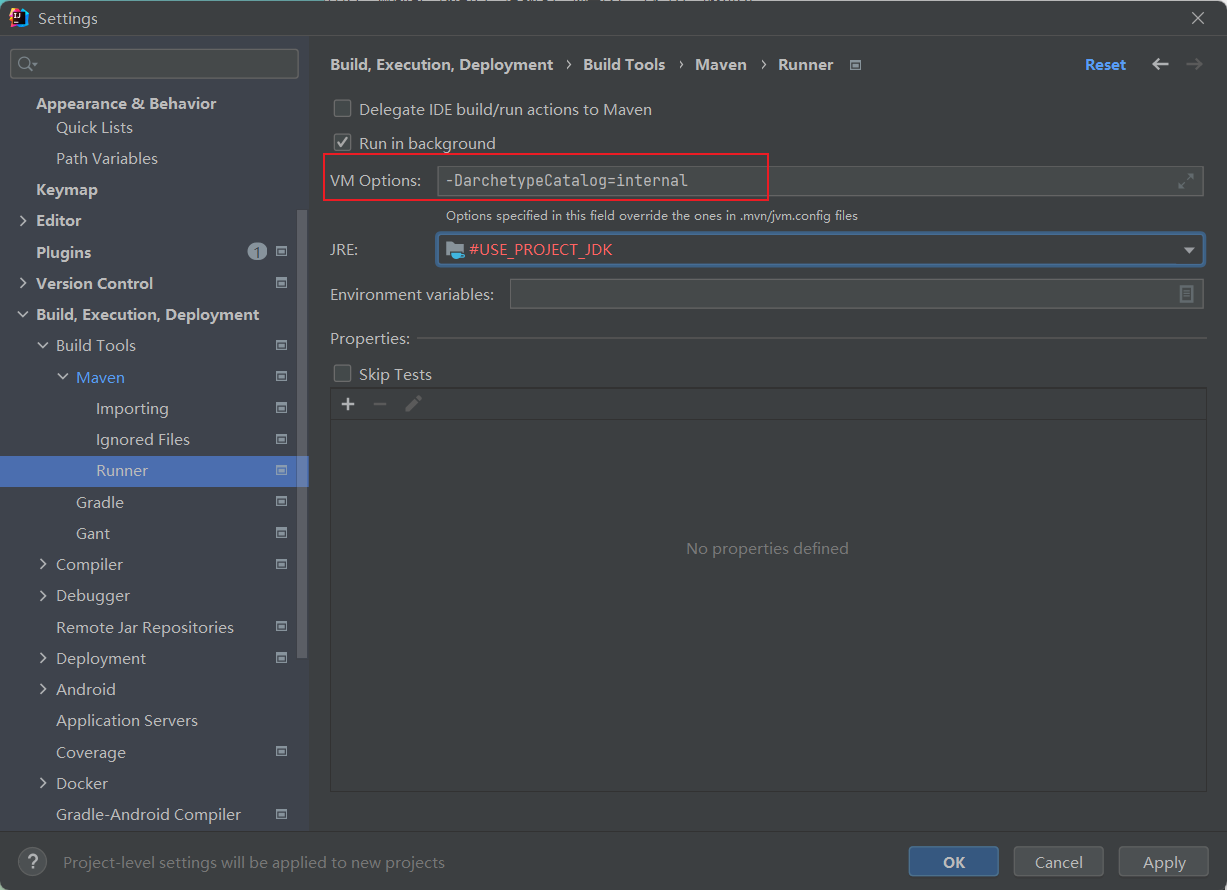 Settings
Build, Execution, Deployment › Build Tools › Maven › Runner Reset
Appearance & Behavior
Quick Lists
Path Variables
Keymap
Editor
Plugins 1
Version Control
Build, Execution, Deployment
Build Tools
Maven
Importing
Ignored Files
Runner
Gradle
Gant
Compiler
Debugger
Remote Jar Repositories
Deployment
Android
Application Servers
Coverage
Docker
Gradle-Android Compiler
Delegate IDE build/run actions to Maven
Run in background
VM Options: -DarchetypeCatalog=internal
Options specified in this field override the ones in .mvn/jvm.config files
JRE: #USE_PROJECT_JDK
Environment variables:
Properties:
Skip Tests
No properties defined
? Project-level settings will be applied to new projects
OK Cancel Apply